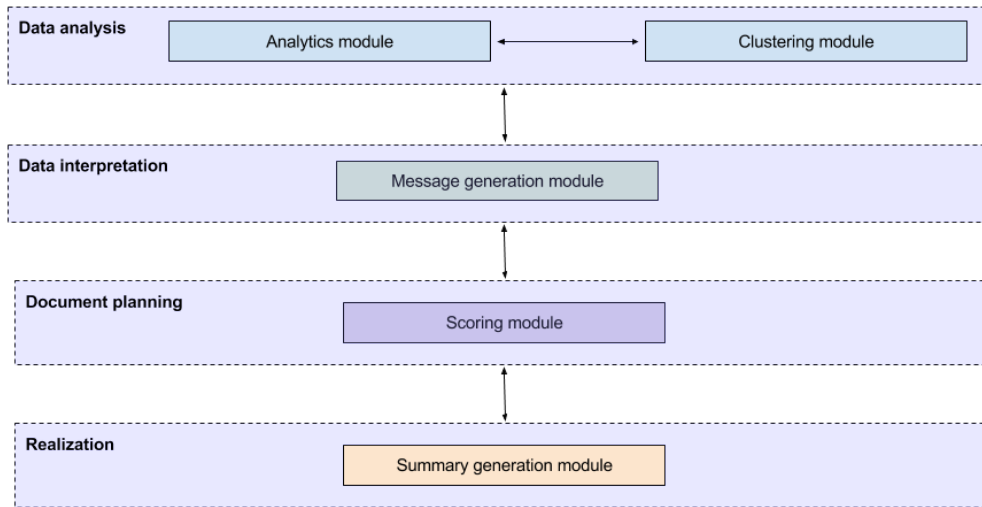 Data analysis
Analytics module
Clustering module
Data interpretation
Message generation module
Document planning
Scoring module
Realization
Summary generation module